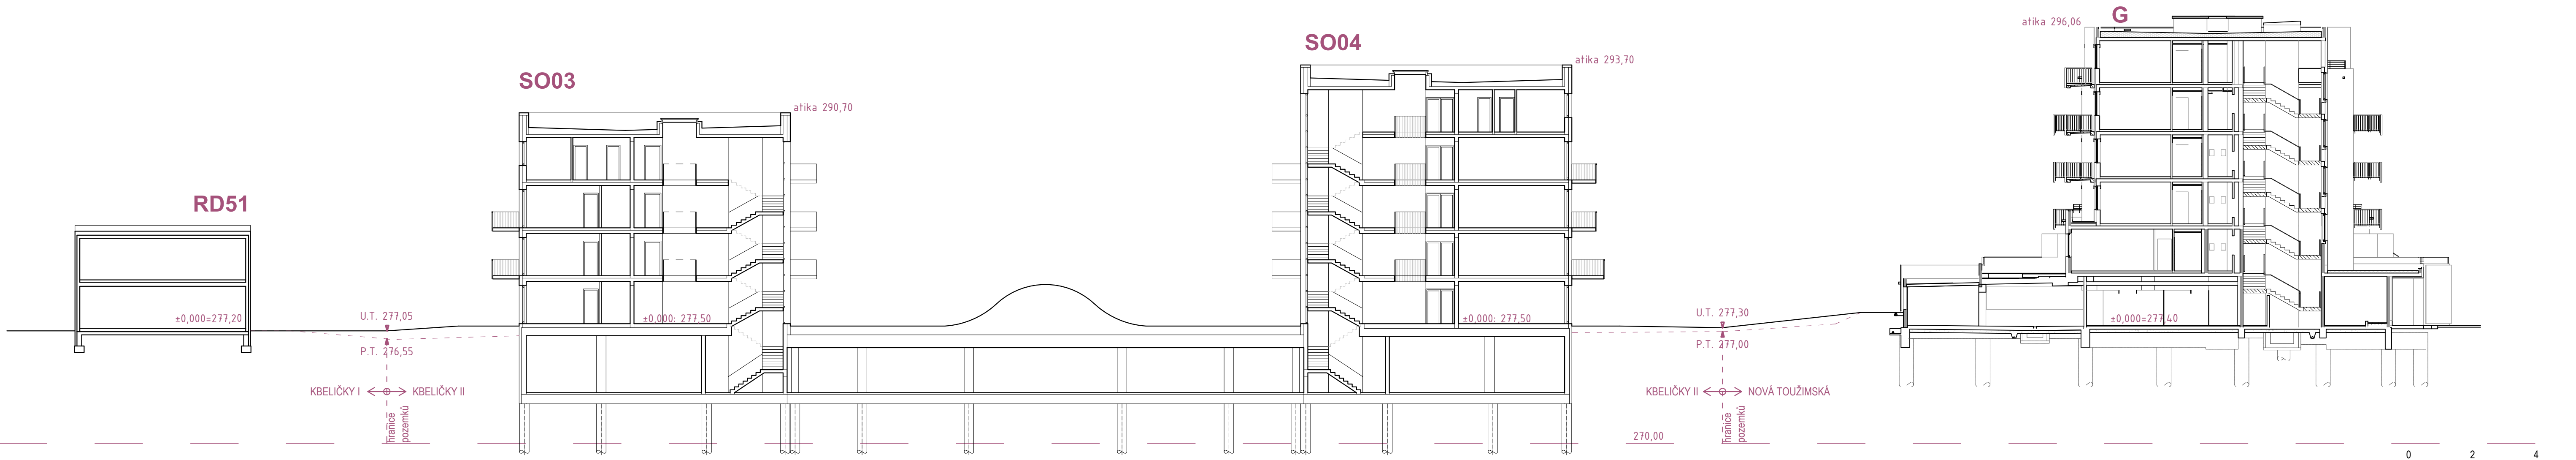 G
atika 296,06
SO04
atika 293,70
SO03
atika 290,70
RD51
±0,000=277,20
U.T. 277,05
P.T. 276,55
±0,000: 277,50
±0,000: 277,50
U.T. 277,30
P.T. 277,00
±0,000=277,40
KBELIČKY I
KBELIČKY II
hranice
pozemků
KBELIČKY II
NOVÁ TOUŽIMSKÁ
hranice
pozemků
270,00
0 2 4